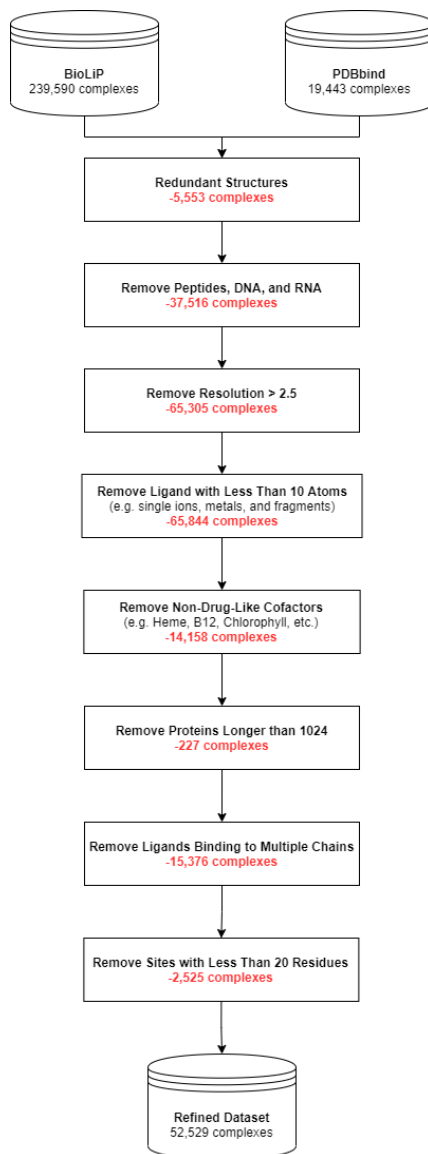 BioLiP
239,590 complexes
PDBbind
19,443 complexes
Redundant Structures
-5,553 complexes
Remove Peptides, DNA, and RNA
-37,516 complexes
Remove Resolution > 2.5
-65,305 complexes
Remove Ligand with Less Than 10 Atoms
(e.g. single ions, metals, and fragments)
-65,844 complexes
Remove Non-Drug-Like Cofactors
(e.g. Heme, B12, Chlorophyll, etc.)
-14,158 complexes
Remove Proteins Longer than 1024
-227 complexes
Remove Ligands Binding to Multiple Chains
-15,376 complexes
Remove Sites with Less Than 20 Residues
-2,525 complexes
Refined Dataset
52,529 complexes